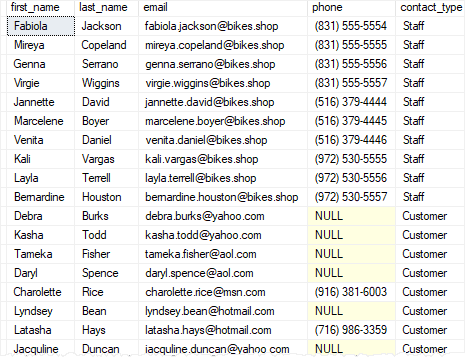 first_name last_name email phone contact_type
Fabiola Jackson fabiola.jackson@bikes.shop (831) 555-5554 Staff
Mireya Copeland mireya.copeland@bikes.shop (831) 555-5555 Staff
Genna Serrano genna.serrano@bikes.shop (831) 555-5556 Staff
Virgie Wiggins virgie.wiggins@bikes.shop (831) 555-5557 Staff
Jannette David jannette.david@bikes.shop (516) 379-4444 Staff
Marcelene Boyer marcelene.boyer@bikes.shop (516) 379-4445 Staff
Venita Daniel venita.daniel@bikes.shop (516) 379-4446 Staff
Kali Vargas kali.vargas@bikes.shop (972) 530-5555 Staff
Layla Terrell layla.terrell@bikes.shop (972) 530-5556 Staff
Bernardine Houston bernardine.houston@bikes.shop (972) 530-5557 Staff
Debra Burks debra.burks@yahoo.com NULL Customer
Kasha Todd kasha.todd@yahoo.com NULL Customer
Tameka Fisher tameka.fisher@aol.com NULL Customer
Daryl Spence daryl.spence@aol.com NULL Customer
Charolette Rice charolette.rice@msn.com (916) 381-6003 Customer
Lyndsey Bean lyndsey.bean@hotmail.com NULL Customer
Latasha Hays latasha.hays@hotmail.com (716) 986-3359 Customer
Jacquline Duncan jacquline.duncan@yahoo.com NULL Customer